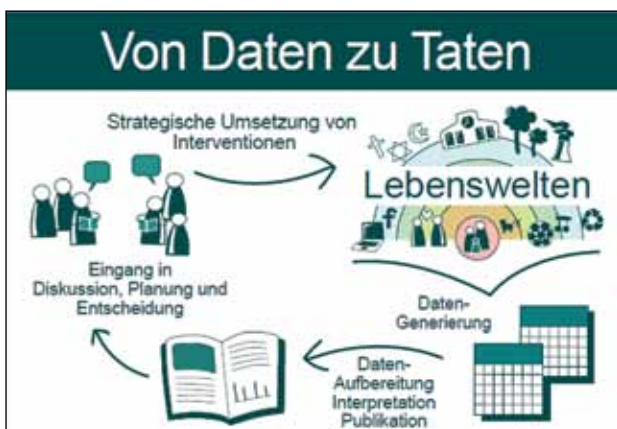 Von Daten zu Taten
Strategische Umsetzung von
Interventionen
Lebenswelten
Eingang in
Diskussion, Planung und
Entscheidung
Daten-
Generierung
Daten-
Aufbereitung
Interpretation
Publikation